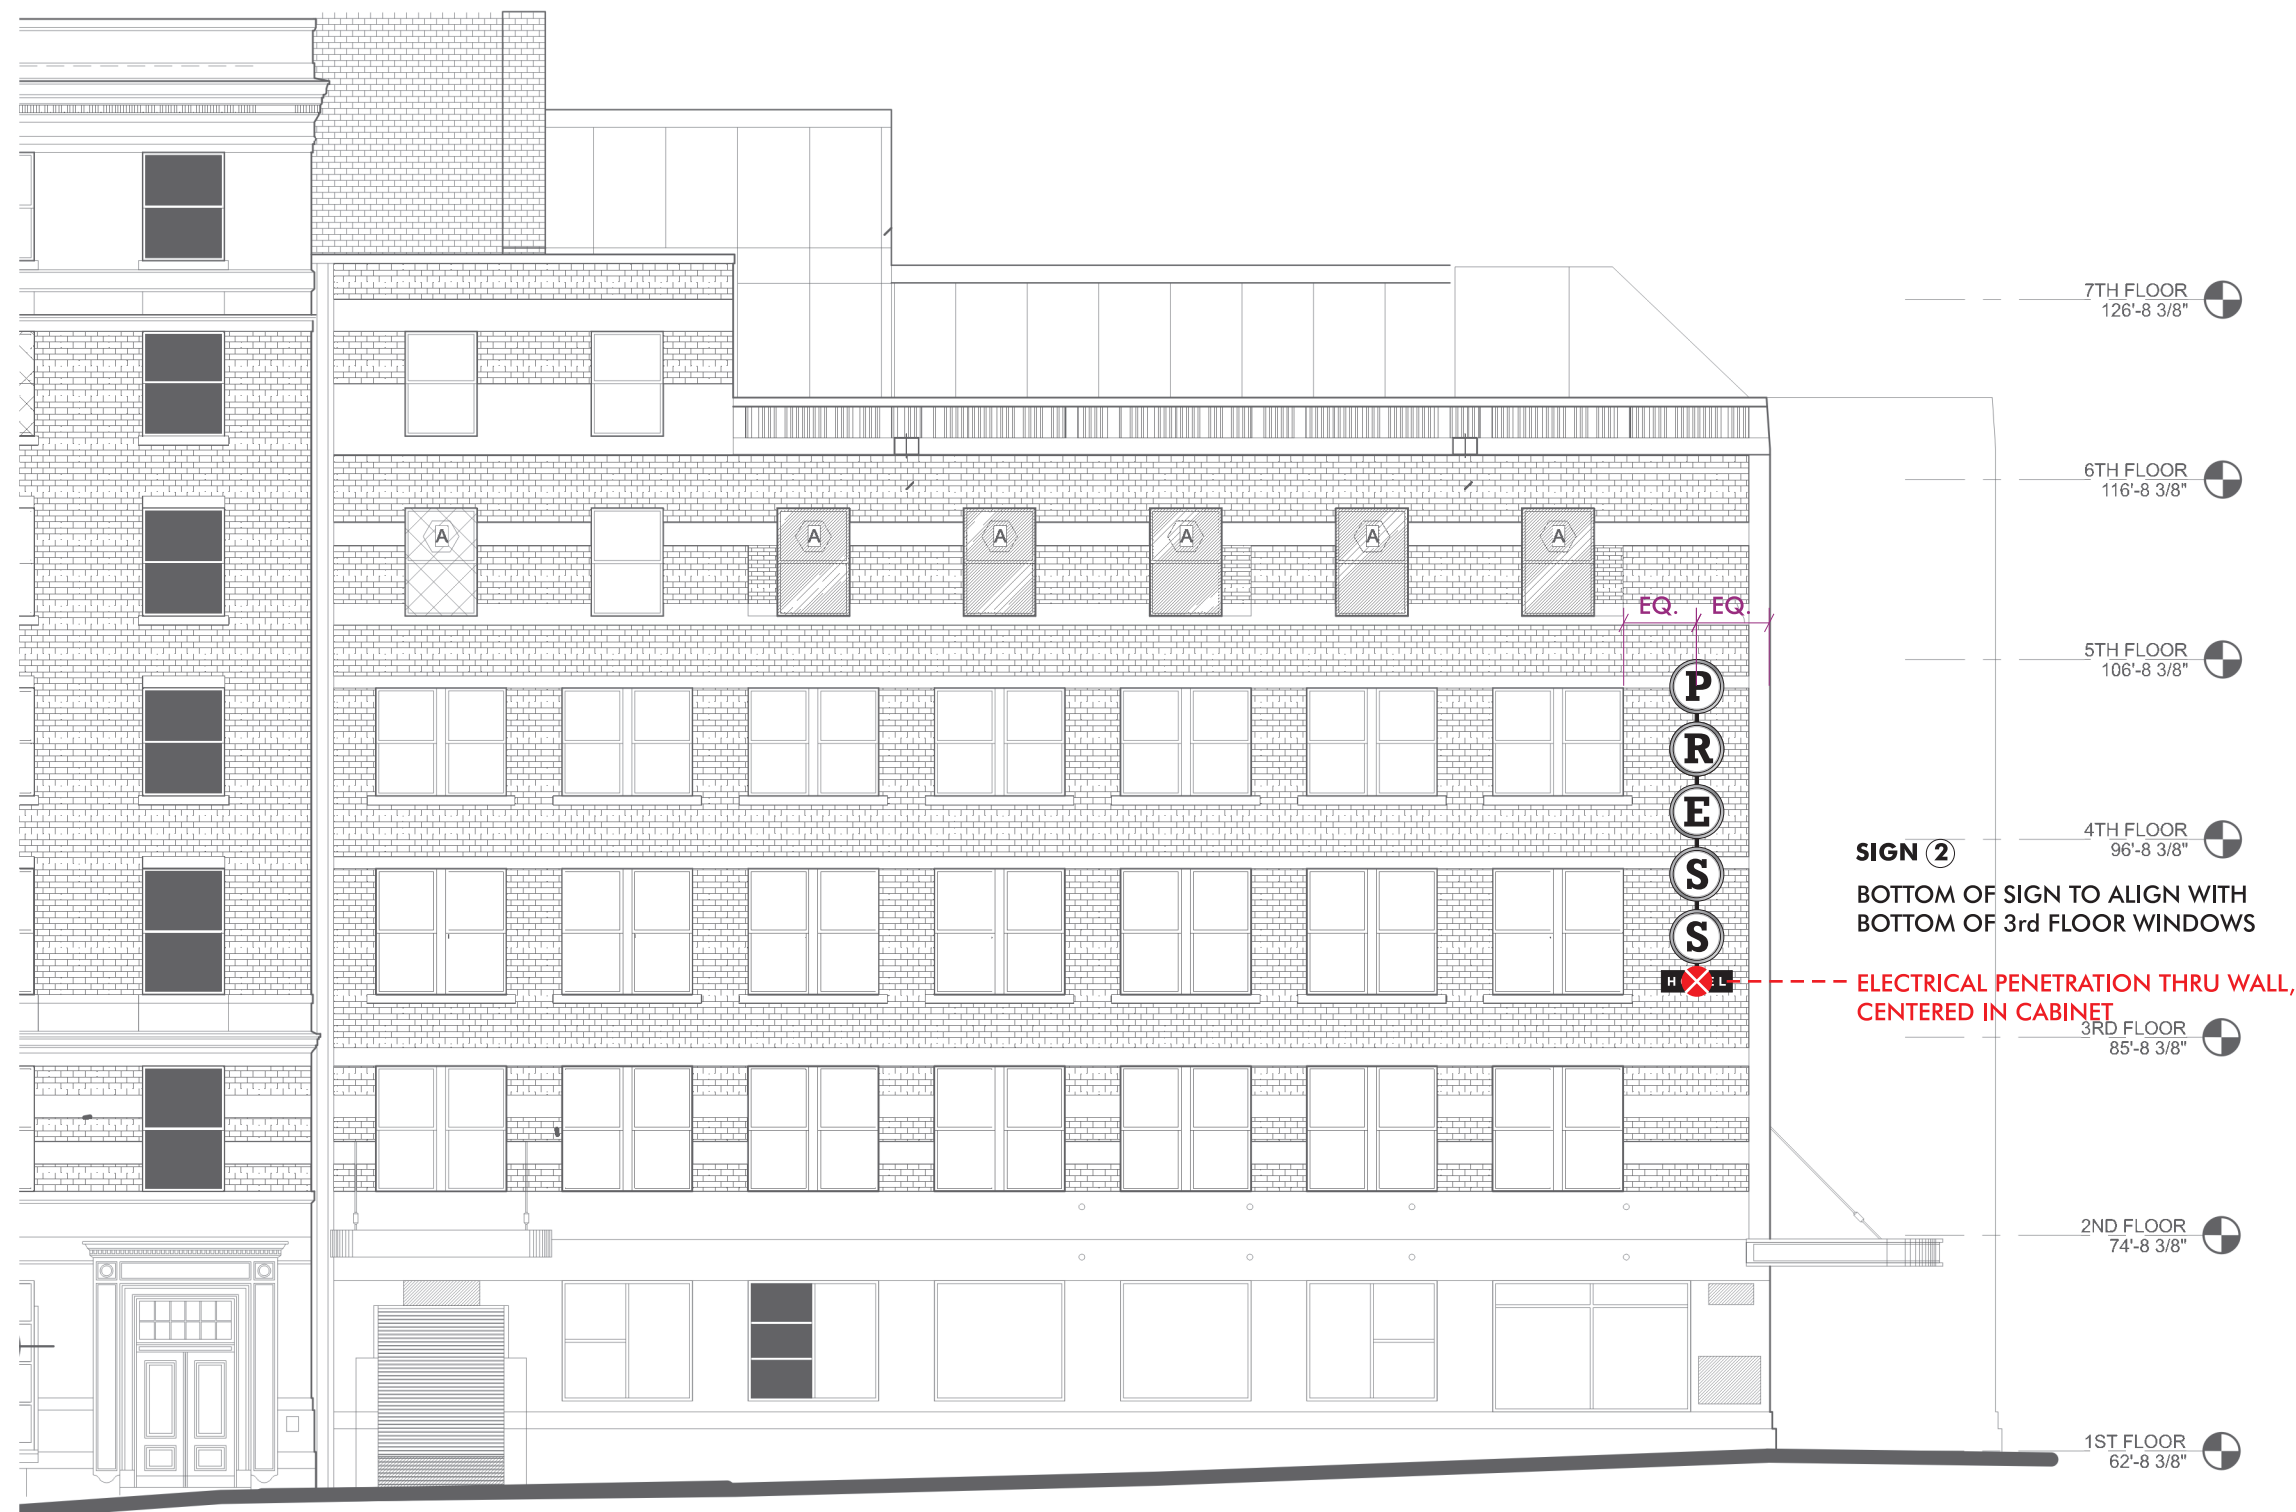 7TH FLOOR
126'-8 3/8"
6TH FLOOR
116'-8 3/8"
A
A
A
A
A
A
EQ.
EQ.
5TH FLOOR
106'-8 3/8"
P
R
E
S
S
H EL
4TH FLOOR
96'-8 3/8"
SIGN 2
BOTTOM OF SIGN TO ALIGN WITH
BOTTOM OF 3rd FLOOR WINDOWS
ELECTRICAL PENETRATION THRU WALL,
CENTERED IN CABINET
3RD FLOOR
85'-8 3/8"
2ND FLOOR
74'-8 3/8"
1ST FLOOR
62'-8 3/8"